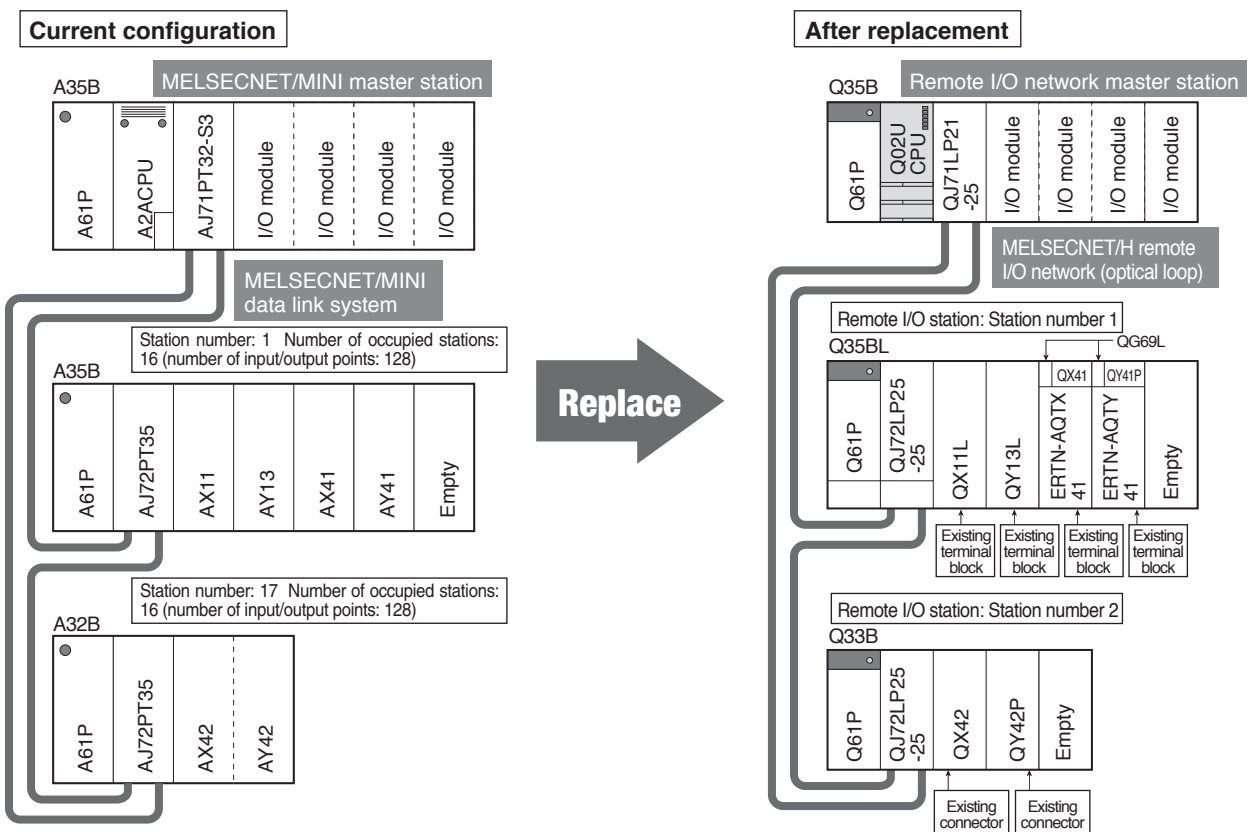 Current configuration
A35B
MELSECNET/MINI master station
A61P
A2ACPU
AJ71PT32-S3
I/O module
I/O module
I/O module
I/O module
MELSECNET/MINI
data link system
Station number: 1 Number of occupied stations:
16 (number of input/output points: 128)
A35B
A61P
AJ72PT35
AX11
AY13
AX41
AY41
Empty
Station number: 17 Number of occupied stations:
16 (number of input/output points: 128)
A32B
A61P
AJ72PT35
AX42
AY42
Replace
After replacement
Q35B
Remote I/O network master station
Q61P
Q02U
CPU
QJ71LP21
-25
I/O module
I/O module
I/O module
I/O module
MELSECNET/H remote
I/O network (optical loop)
Remote I/O station: Station number 1
Q35BL
QG69L
Q61P
QJ72LP25
-25
QX11L
QY13L
QX41
ERTN-AQTX
41
QY41P
ERTN-AQTY
41
Empty
Existing
terminal
block
Existing
terminal
block
Existing
terminal
block
Existing
terminal
block
Remote I/O station: Station number 2
Q33B
Q61P
QJ72LP25
-25
QX42
QY42P
Empty
Existing
connector
Existing
connector